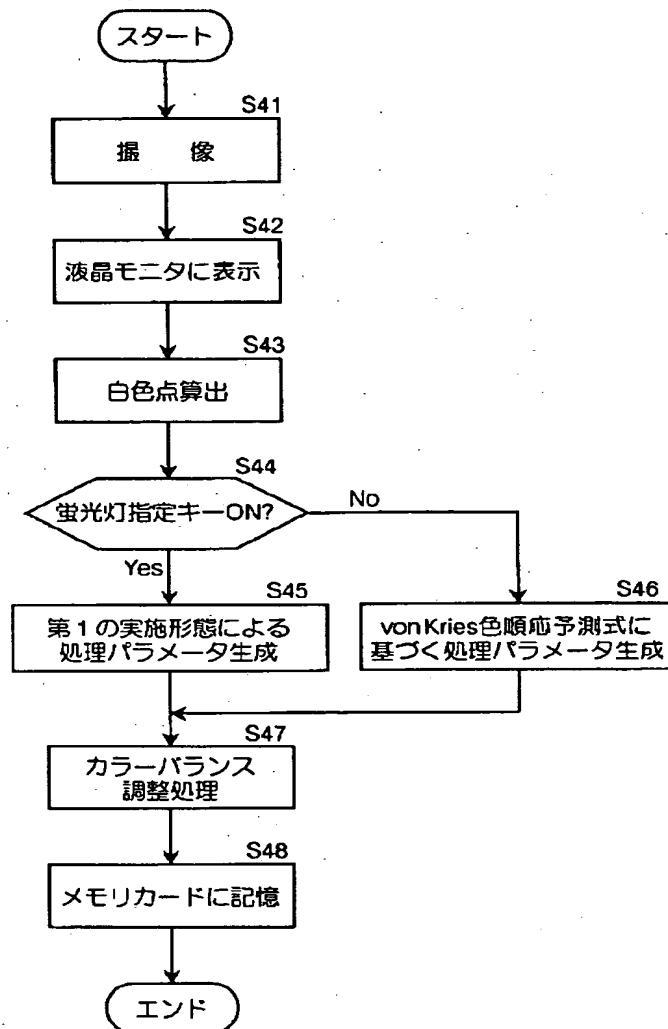 スタート
S41
撮 像
S42
液晶モニタに表示
S43
白色点算出
S44
蛍光灯指定キーON?
No
Yes
S45
第1の実施形態による
処理パラメータ生成
S46
vonKries色順応予測式に
基づく処理パラメータ生成
S47
カラーバランス
調整処理
S48
メモリカードに記憶
エンド